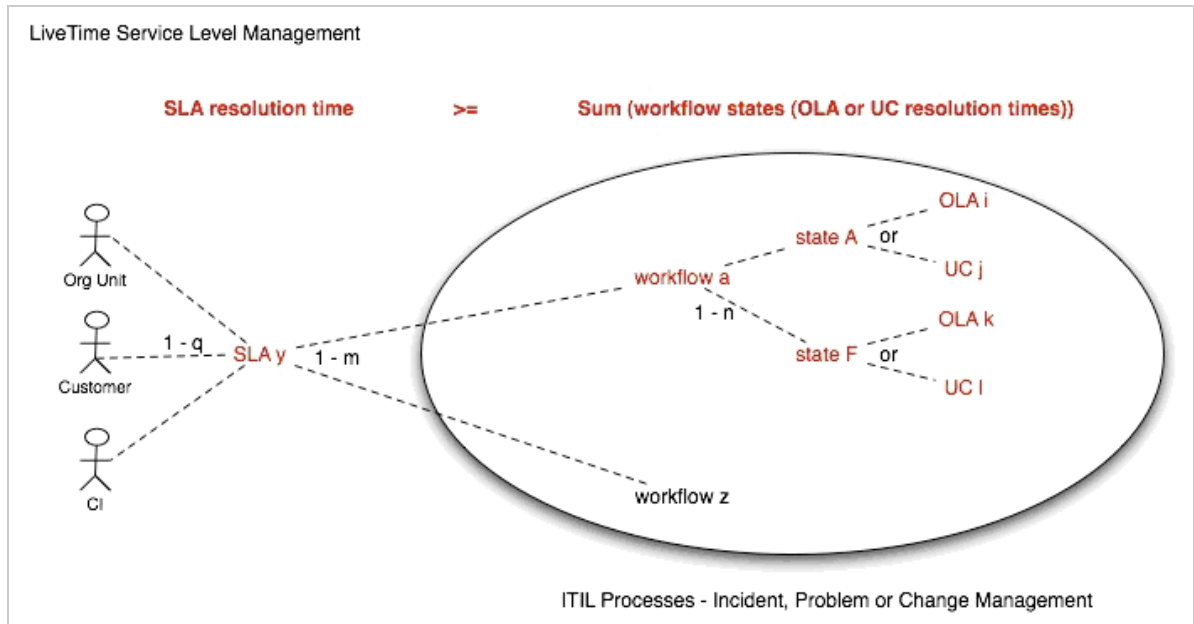 LiveTime Service Level Management
SLA resolution time >= Sum (workflow states (OLA or UC resolution times))
OLA i
state A or
UC j
Org Unit
workflow a
1 - n
OLA k
1 - q
SLA y
1 - m
state F or
UC l
Customer
workflow z
CI
ITIL Processes - Incident, Problem or Change Management